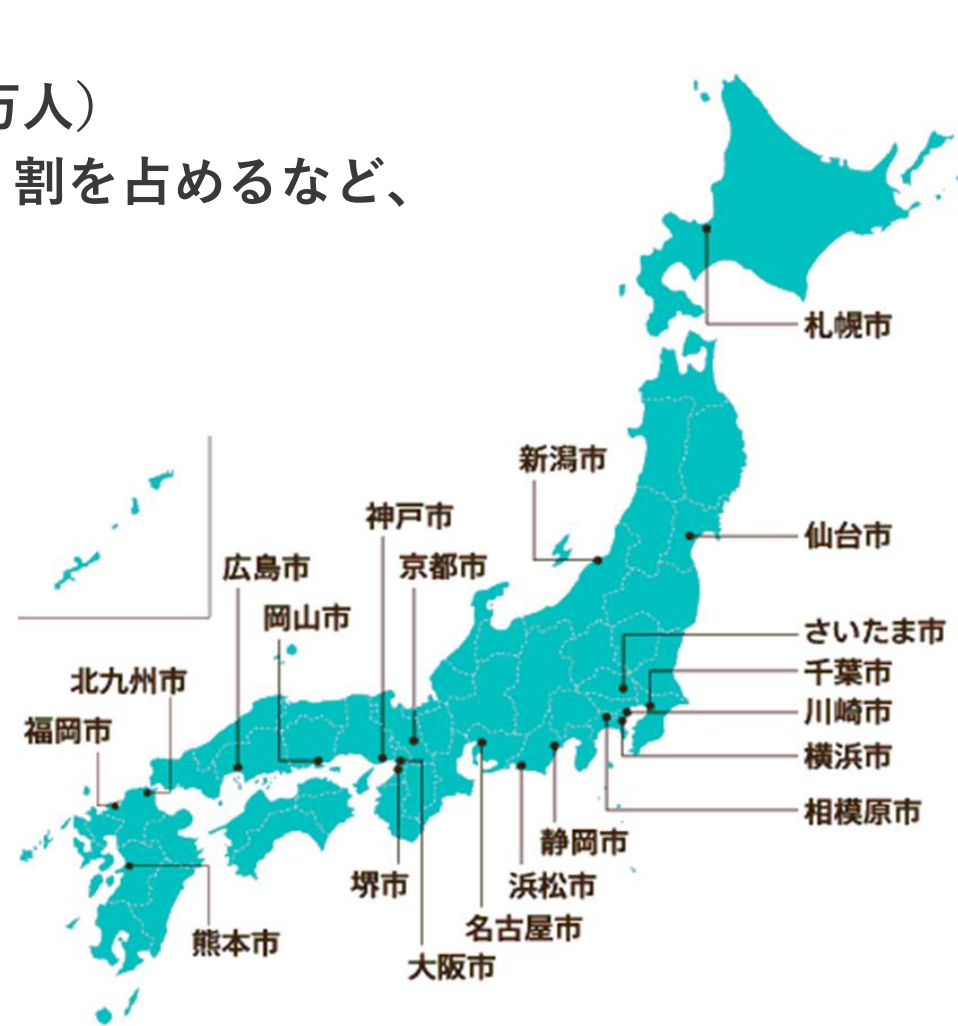 万人）
割を占めるなど、
札幌市
新潟市
神戸市
仙台市
広島市
京都市
岡山市
さいたま市
千葉市
北九州市
川崎市
福岡市
横浜市
相模原市
静岡市
堺市
浜松市
名古屋市
熊本市
大阪市